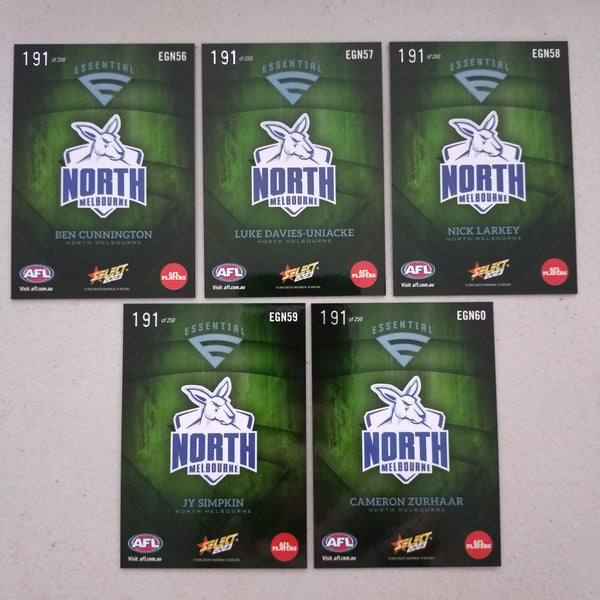 191 of 250 EGN56
ESSENTIAL
NORTH
MELBOURNE
BEN CUNNINGTON
NORTH MELBOURNE
AFL
Visit afl.com.au
SELECT
2023
AFL
PLAYERS
191 of 250 EGN57
ESSENTIAL
NORTH
MELBOURNE
LUKE DAVIES-UNIACKE
NORTH MELBOURNE
AFL
Visit afl.com.au
SELECT
2023
AFL
PLAYERS
191 of 250 EGN58
ESSENTIAL
NORTH
MELBOURNE
NICK LARKEY
NORTH MELBOURNE
AFL
Visit afl.com.au
SELECT
2023
AFL
PLAYERS
191 of 250 EGN59
ESSENTIAL
NORTH
MELBOURNE
JY SIMPKIN
NORTH MELBOURNE
AFL
Visit afl.com.au
SELECT
2023
AFL
PLAYERS
191 of 250 EGN60
ESSENTIAL
NORTH
MELBOURNE
CAMERON ZURHAAR
NORTH MELBOURNE
AFL
Visit afl.com.au
SELECT
2023
AFL
PLAYERS